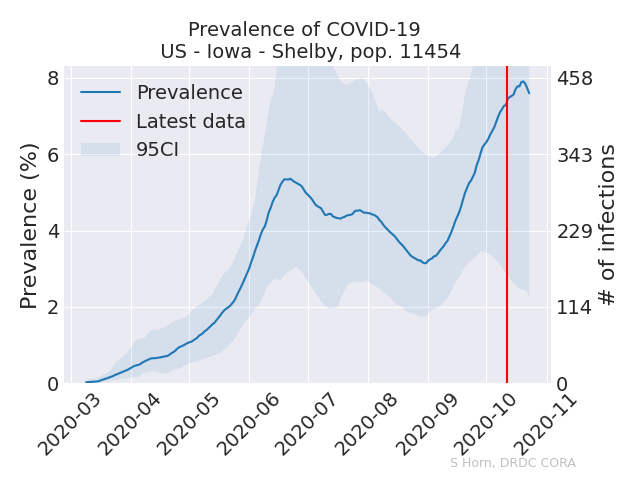 Prevalence of COVID-19
US - Iowa - Shelby, pop. 11454
Prevalence
Latest data
95CI
Prevalence (%)
8
6
4
2
0
458
343
229
114
0
# of infections
2020-03
2020-04
2020-05
2020-06
2020-07
2020-08
2020-09
2020-10
2020-11
S Horn, DRDC CORA